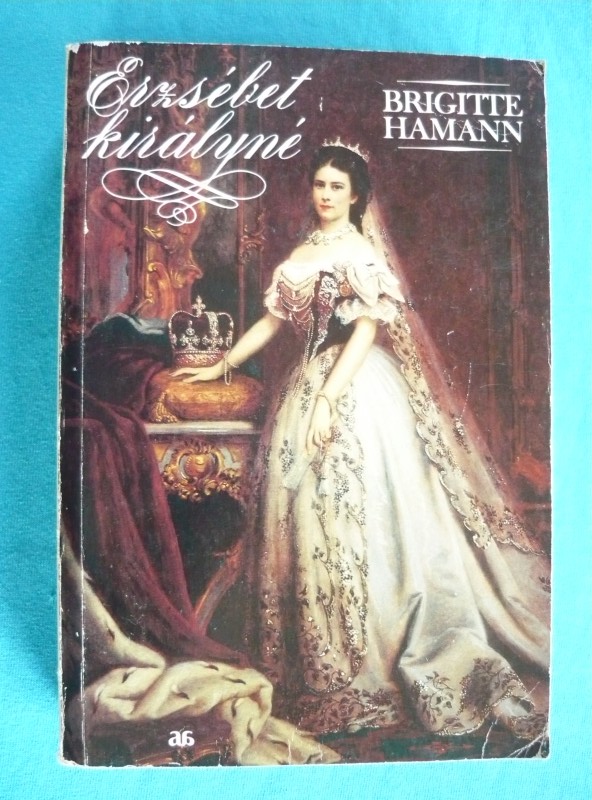 Erzsébet
királyné
BRIGITTE
HAMANN